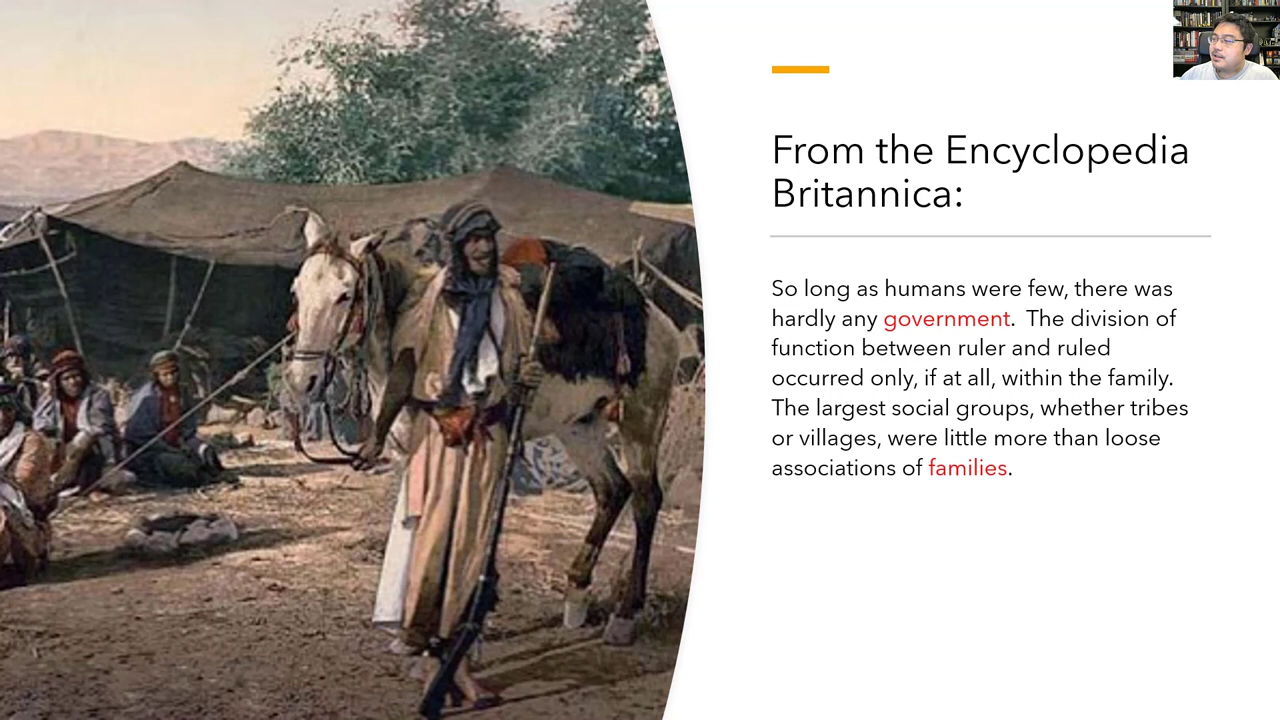 From the Encyclopedia
Britannica:
So long as humans were few, there was
hardly any government.  The division of
function between ruler and ruled
occurred only, if at all, within the family.
The largest social groups, whether tribes
or villages, were little more than loose
associations of families.